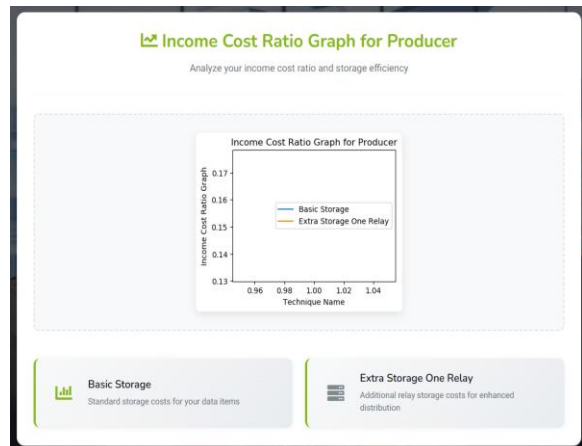 Income Cost Ratio Graph for Producer
Analyze your income cost ratio and storage efficiency
Income Cost Ratio Graph for Producer
Income Cost Ratio Graph
0.17
0.16
0.15
0.14
0.13
Basic Storage
Extra Storage One Relay
0.96 0.98 1.00 1.02 1.04
Technique Name
Basic Storage
Standard storage costs for your data items
Extra Storage One Relay
Additional relay storage costs for enhanced
distribution